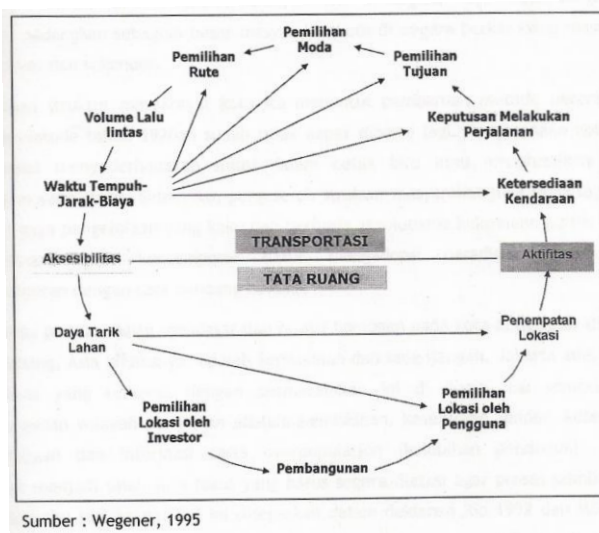 Pemilihan
Moda
Pemilihan
Rute
Pemilihan
Tujuan
Volume Lalu
lintas
Keputusan Melakukan
Perjalanan
Waktu Tempuh-
Jarak-Biaya
Ketersediaan
Kendaraan
TRANSPORTASI
Aksesibilitas
Aktifitas
TATA RUANG
Daya Tarik
Lahan
Penempatan
Lokasi
Pemilihan
Lokasi oleh
Investor
Pemilihan
Lokasi oleh
Pengguna
Pembangunan
Sumber : Wegener, 1995